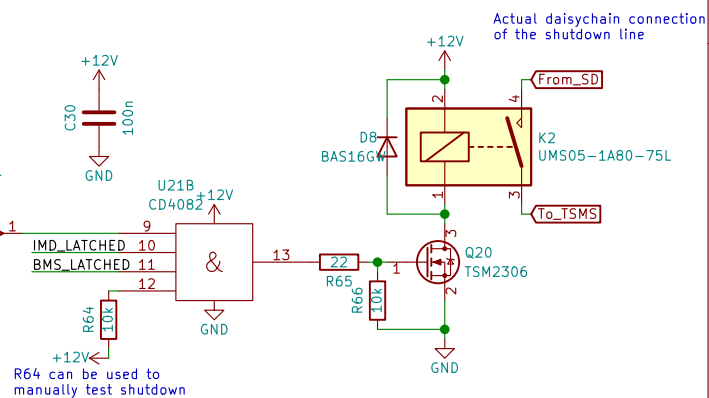 Actual daisychain connection
of the shutdown line
+12V
+12V
From_SD
C30
100n
2
4
D8
BAS16GW
K2
UMS05-1A80-75L
GND
1
3
To_TSMS
U21B
CD4082
+12V
1
9
IMD_LATCHED
10
BMS_LATCHED
11
12
&
13
22
R65
1
3
Q20
TSM2306
2
R66
10k
R64
10k
GND
+12V
GND
R64 can be used to
manually test shutdown